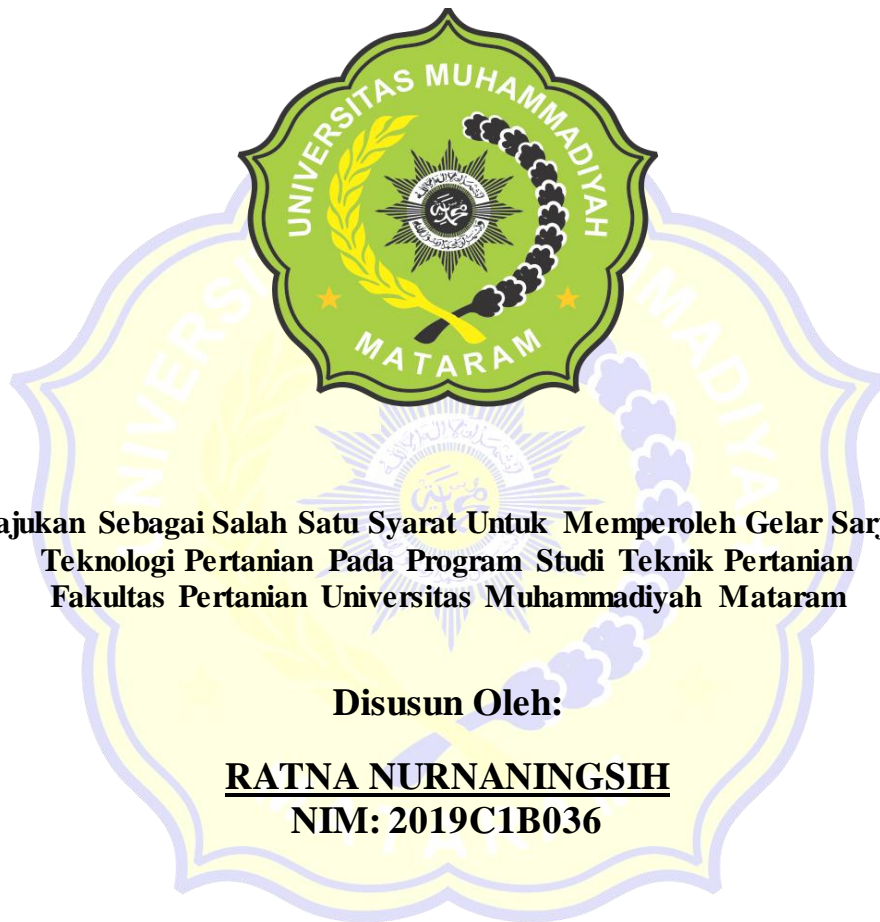 UNIVERSITAS MUHAMMADIYAH
MATARAM
ajukan Sebagai Salah Satu Syarat Untuk Memperoleh Gelar Sarj
Teknologi Pertanian Pada Program Studi Teknik Pertanian
Fakultas Pertanian Universitas Muhammadiyah Mataram
Disusun Oleh:
RATNA NURNANINGSIH
NIM: 2019C1B036